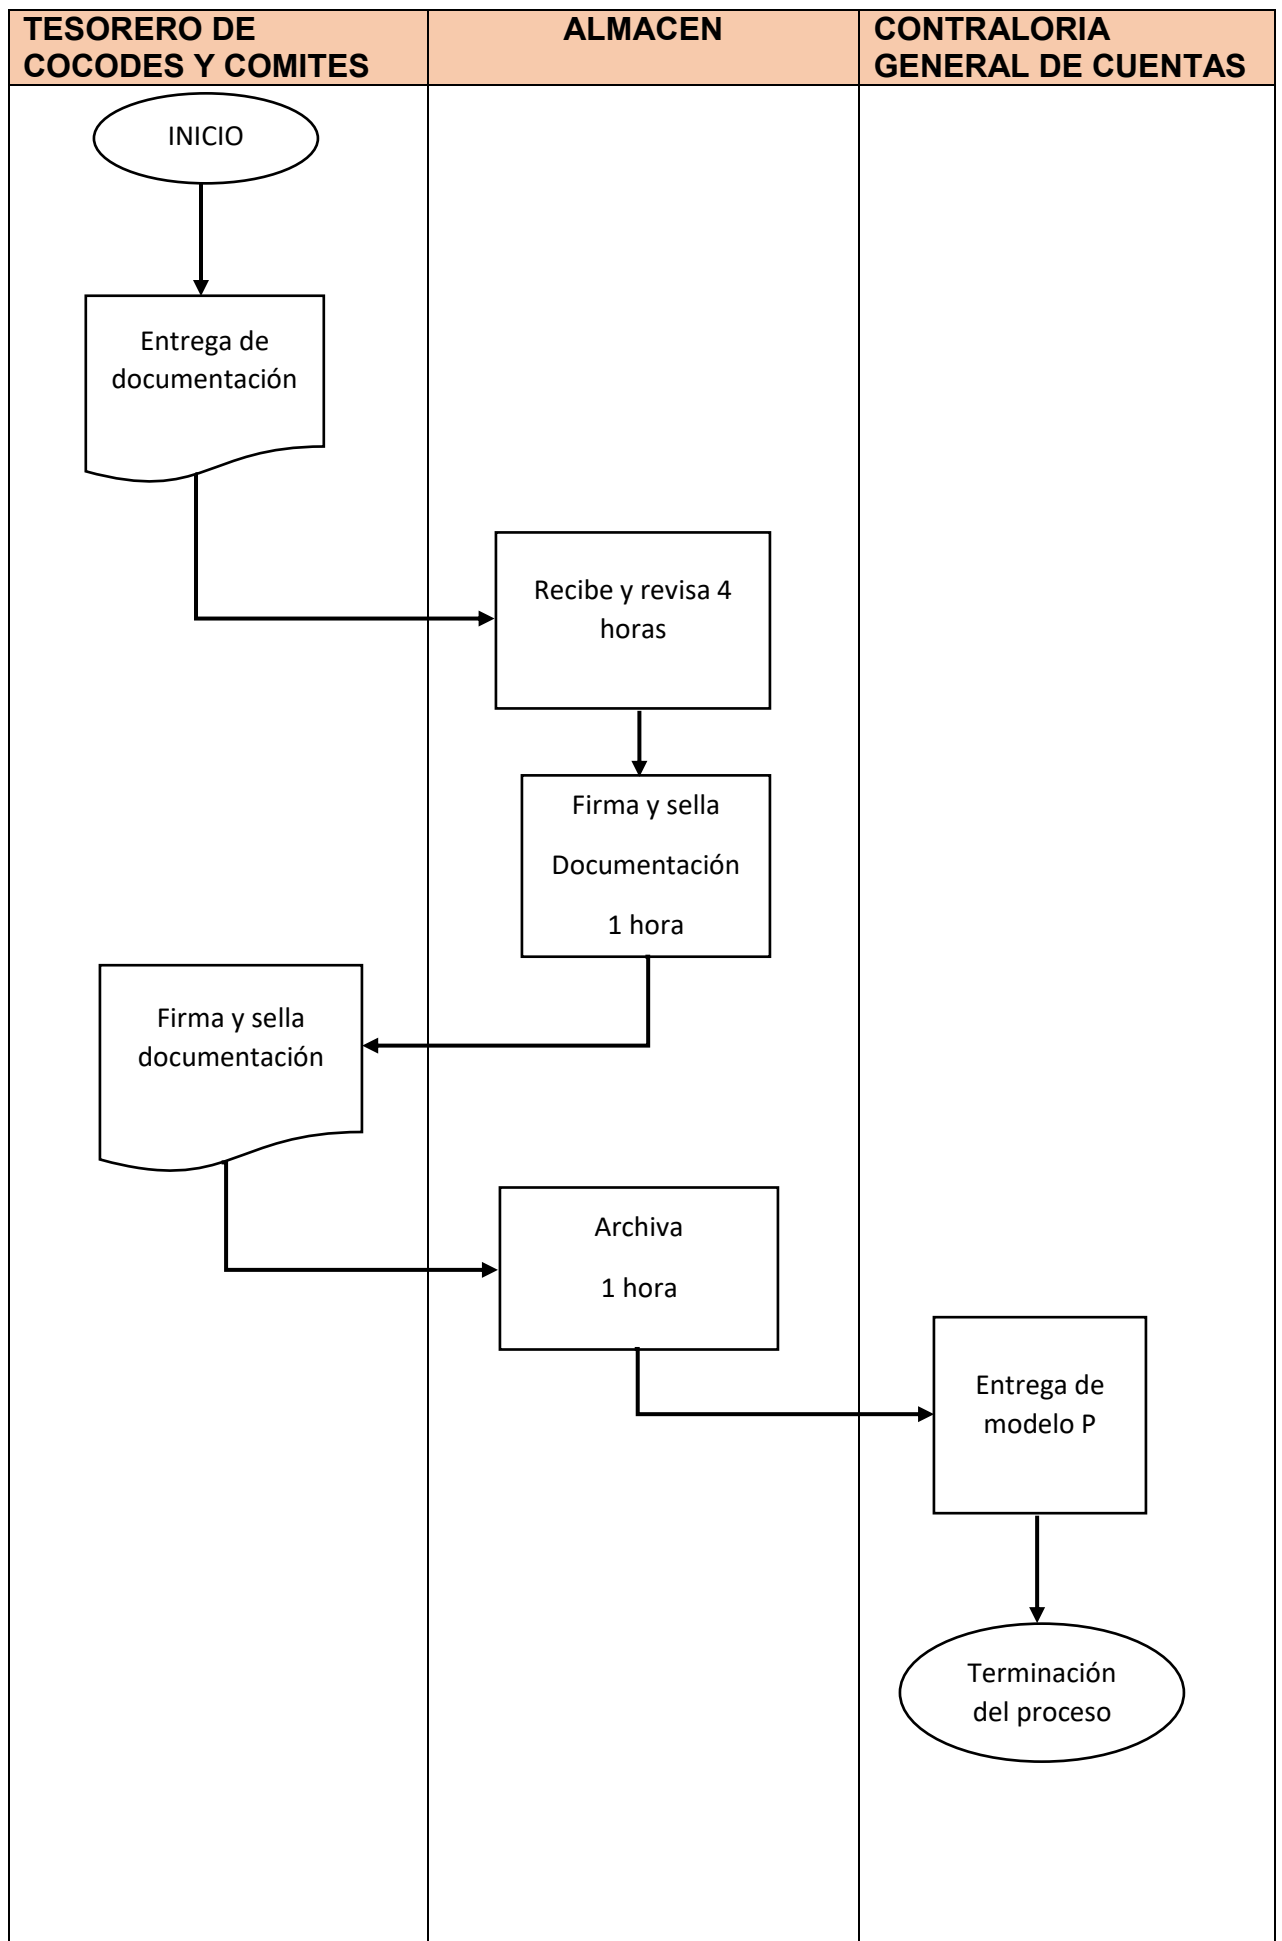 TESORERO DE
COCODES Y COMITES
ALMACEN
CONTRALORIA
GENERAL DE CUENTAS
INICIO
Entrega de
documentación
Recibe y revisa 4
horas
Firma y sella
Documentación
1 hora
Firma y sella
documentación
Archiva
1 hora
Entrega de
modelo P
Terminación
del proceso